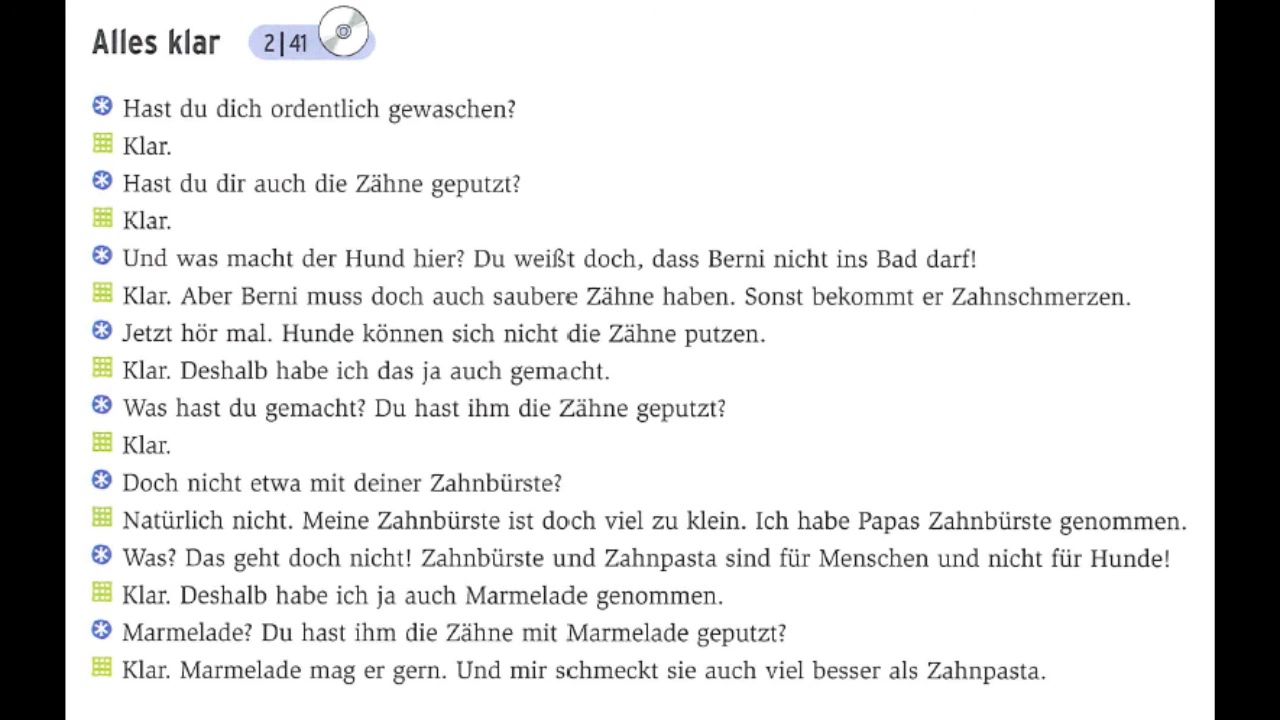 Alles klar 2|41
Hast du dich ordentlich gewaschen?
Klar.
Hast du dir auch die Zähne geputzt?
Klar.
Und was macht der Hund hier? Du weißt doch, dass Berni nicht ins Bad darf!
Klar. Aber Berni muss doch auch saubere Zähne haben. Sonst bekommt er Zahnschmerzen.
Jetzt hör mal. Hunde können sich nicht die Zähne putzen.
Klar. Deshalb habe ich das ja auch gemacht.
Was hast du gemacht? Du hast ihm die Zähne geputzt?
Klar.
Doch nicht etwa mit deiner Zahnbürste?
Natürlich nicht. Meine Zahnbürste ist doch viel zu klein. Ich habe Papas Zahnbürste genommen.
Was? Das geht doch nicht! Zahnbürste und Zahnpasta sind für Menschen und nicht für Hunde!
Klar. Deshalb habe ich ja auch Marmelade genommen.
Marmelade? Du hast ihm die Zähne mit Marmelade geputzt?
Klar. Marmelade mag er gern. Und mir schmeckt sie auch viel besser als Zahnpasta.